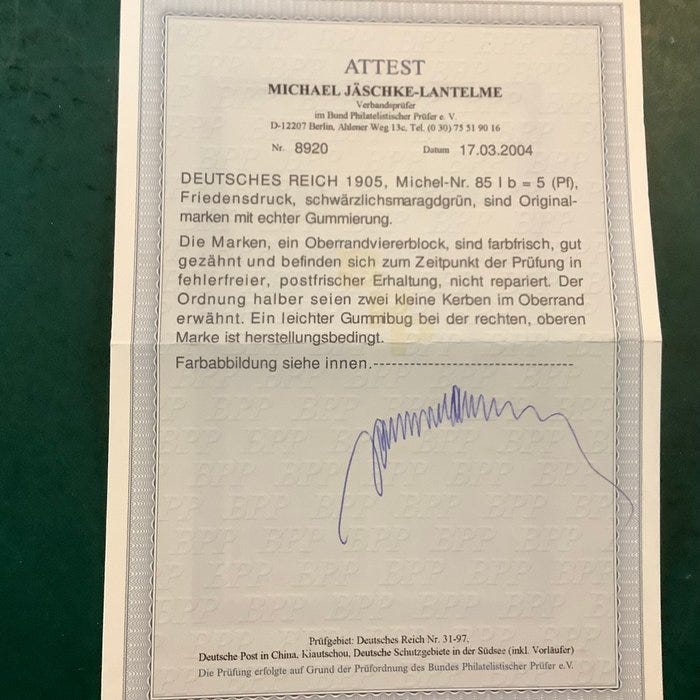 ATTEST
MICHAEL JÄSCHKE-LANTELME
Verbandsprüfer
im Bund Philatelistischer Prüfer e. V.
D-12207 Berlin, Ahlener Weg 13c, Tel. (0 30) 75 51 90 16
Nr. 8920 Datum 17.03.2004
DEUTSCHES REICH 1905, Michel-Nr. 85 I b = 5 (Pf),
Friedensdruck, schwärzlichsmaragdgrün, sind Original-
marken mit echter Gummierung.
Die Marken, ein Oberrandviererblock, sind farbfrisch, gut
gezähnt und befinden sich zum Zeitpunkt der Prüfung in
fehlerfreier, postfrischer Erhaltung, nicht repariert. Der
Ordnung halber seien zwei kleine Kerben im Oberrand
erwähnt. Ein leichter Gummibug bei der rechten, oberen
Marke ist herstellungsbedingt.
Farbabbildung siehe innen.---------------------------------
Prüfgebiet: Deutsches Reich Nr. 31-97,
Deutsche Post in China, Kiautschou, Deutsche Schutzgebiete in der Südsee (inkl. Vorläufer)
Die Prüfung erfolgte auf Grund der Prüfordnung des Bundes Philatelistischer Prüfer e.V.